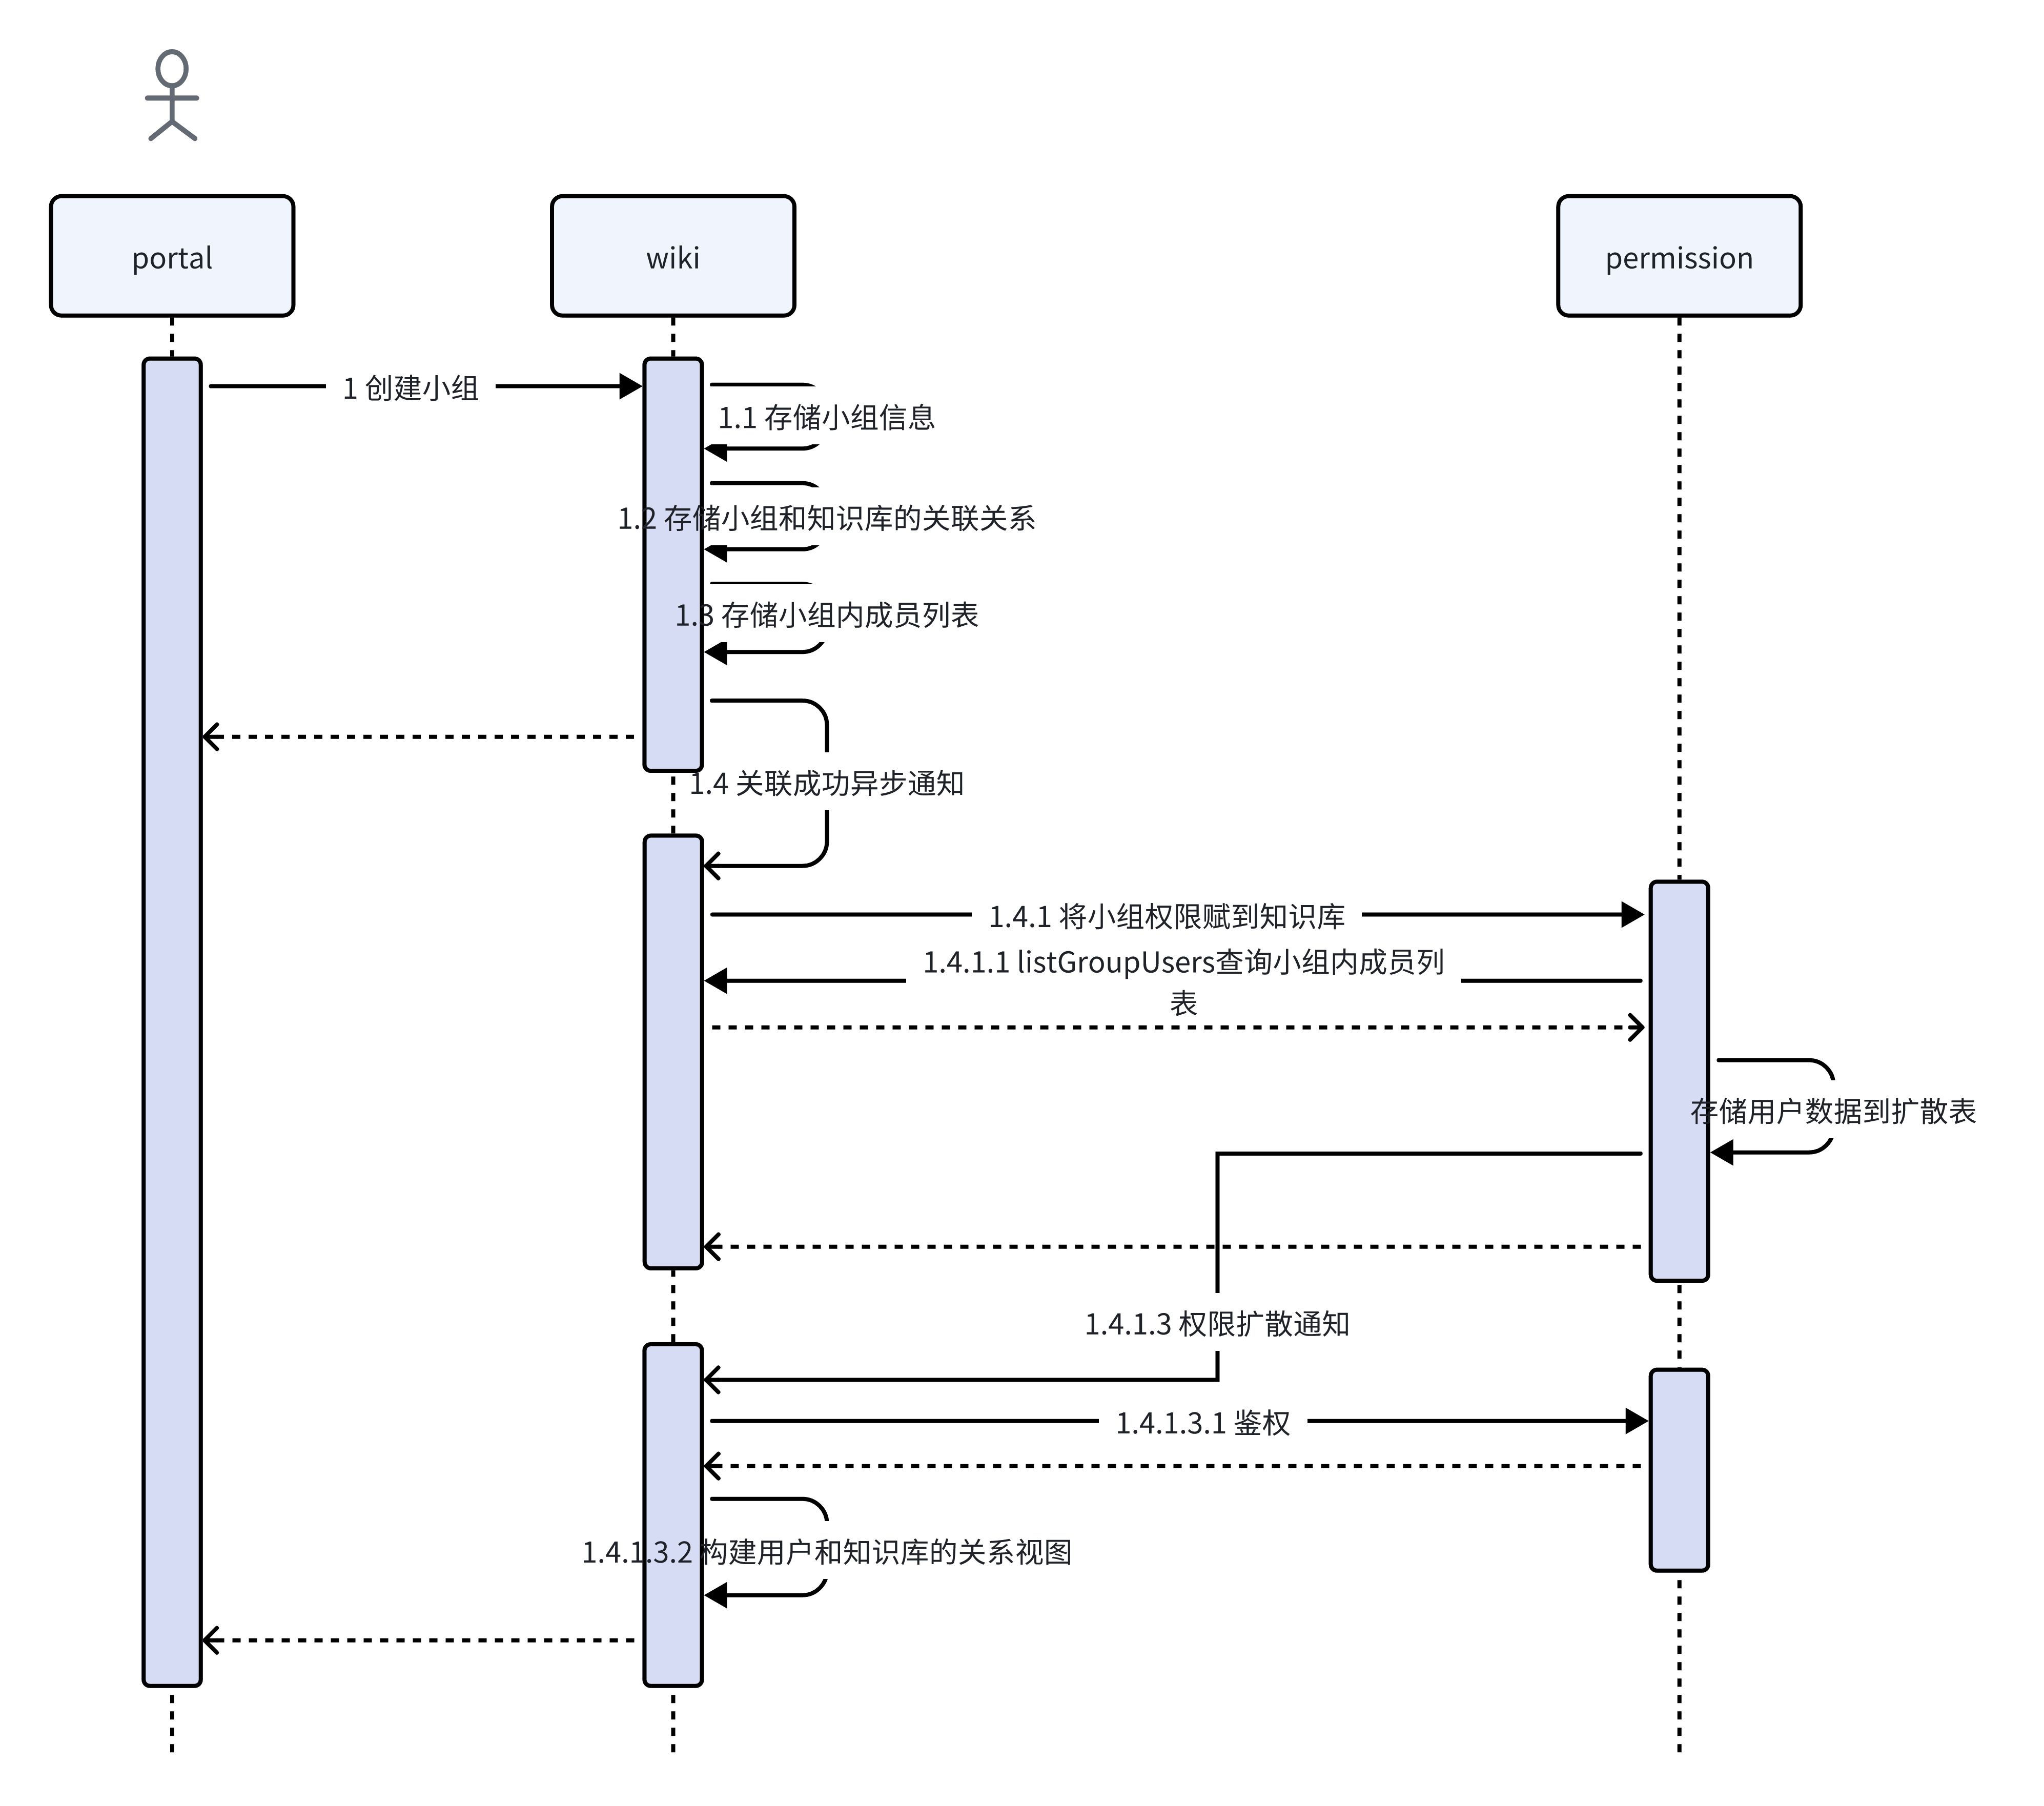 portal
wiki
permission
1 创建小组
1.1 存储小组信息
1.2 存储小组和知识库的关联关系
1.3 存储小组内成员列表
1.4 关联成功异步通知
1.4.1 将小组权限赋到知识库
1.4.1.1 listGroupUsers查询小组内成员列
表
存储用户数据到扩散表
1.4.1.3 权限扩散通知
1.4.1.3.1 鉴权
1.4.1.3.2 构建用户和知识库的关系视图